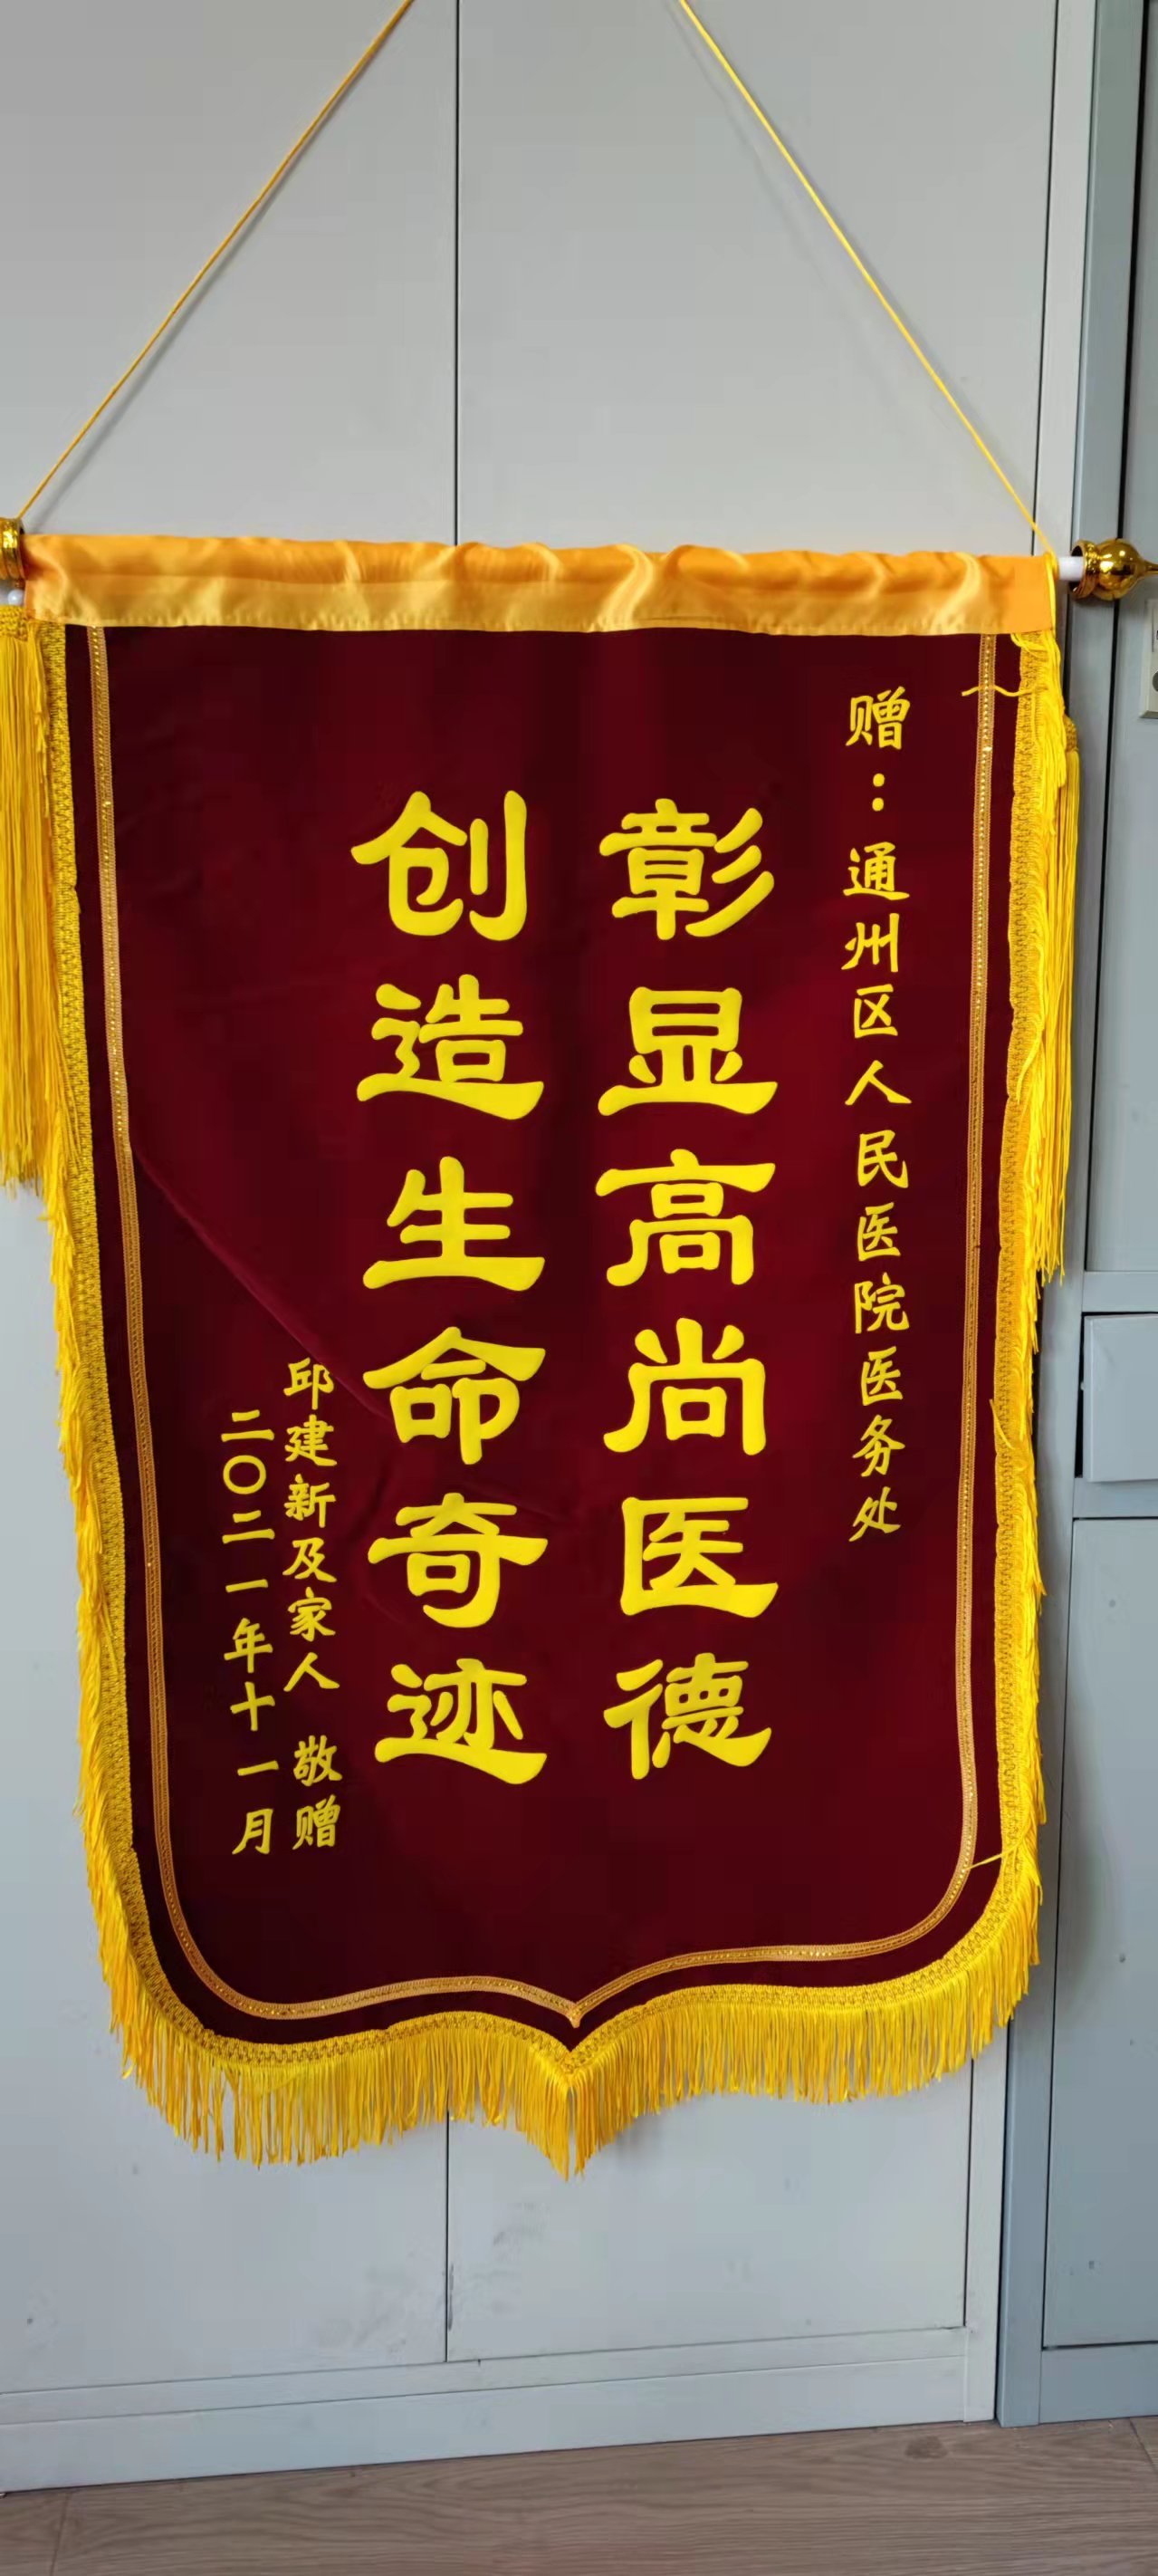 赠：通州区人民医院医务处
彰显高尚医德
创造生命奇迹
邱建新及家人 敬赠
二〇二一年十一月